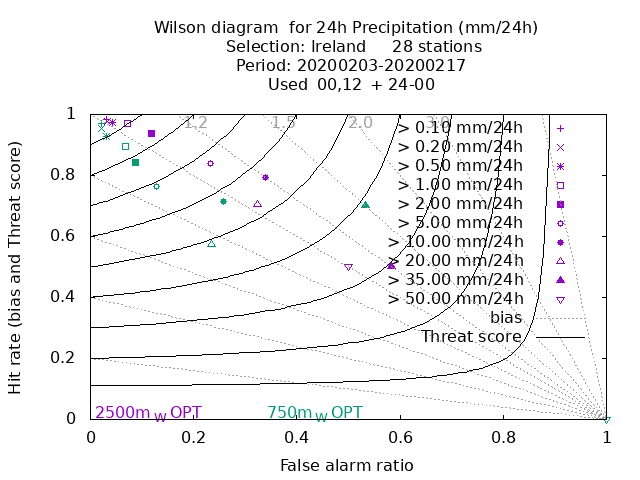 Wilson diagram for 24h Precipitation (mm/24h)
Selection: Ireland 28 stations
Period: 20200203-20200217
Used 00,12 + 24-00
1.2 1.5 2.0 3.0
> 0.10 mm/24h
> 0.20 mm/24h
> 0.50 mm/24h
> 1.00 mm/24h
> 2.00 mm/24h
> 5.00 mm/24h
> 10.00 mm/24h
> 20.00 mm/24h
> 35.00 mm/24h
> 50.00 mm/24h
bias
Threat score
Hit rate (bias and Threat score)
1
0.8
0.6
0.4
0.2
0
2500mWOPT 750mWOPT
0 0.2 0.4 0.6 0.8 1
False alarm ratio